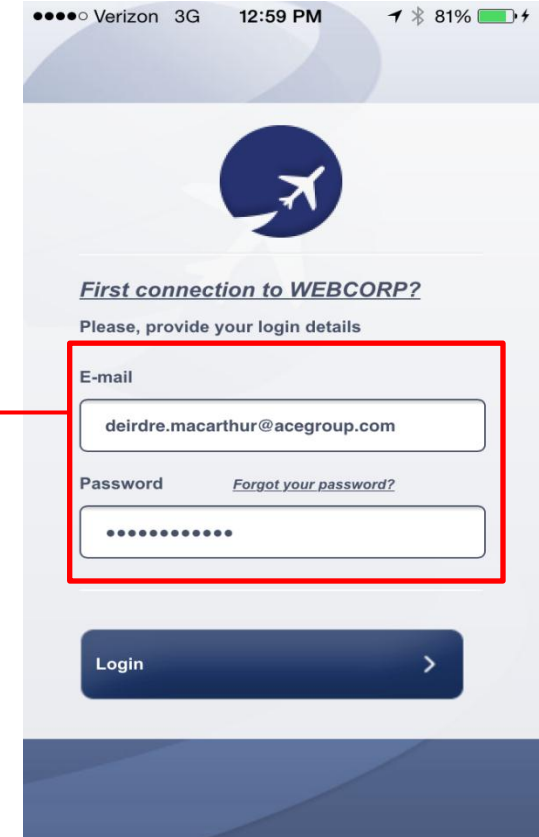 Verizon 3G 12:59 PM 81%
First connection to WEBCORP?
Please, provide your login details
E-mail
deirdre.macarthur@acegroup.com
Password Forgot your password?
••••••••••••
Login